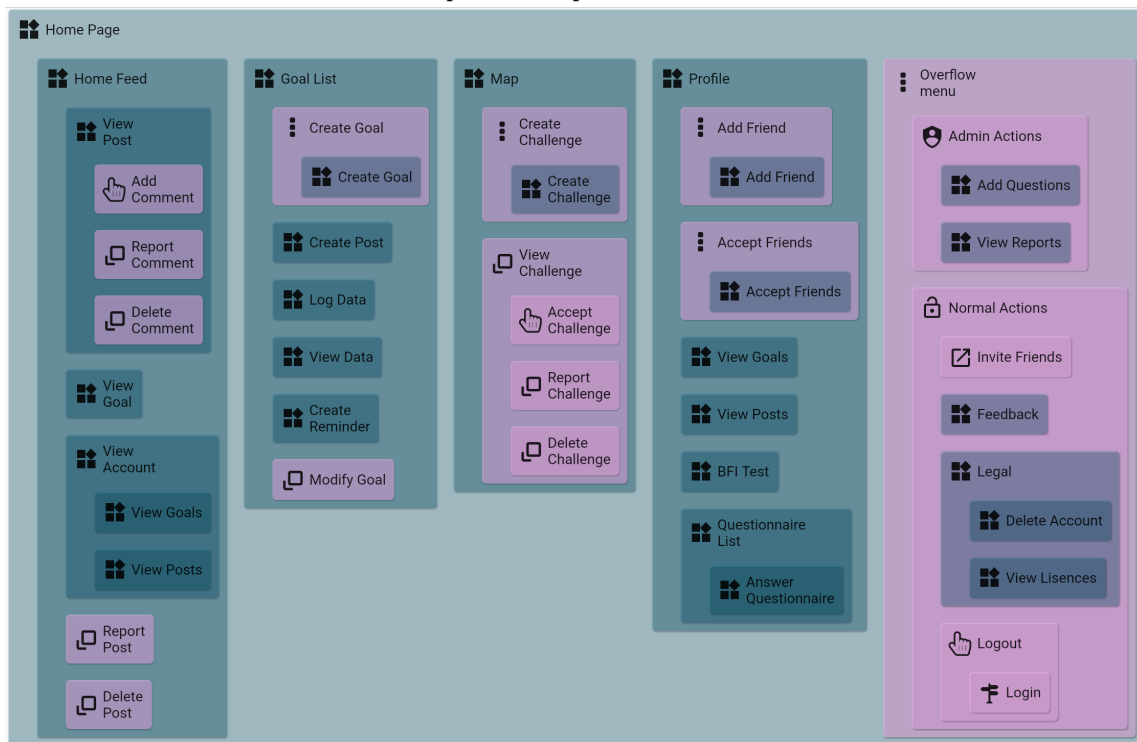 Home Page
Home Feed
View
Post
Add
Comment
Report
Comment
Delete
Comment
View
Goal
View
Account
View Goals
View Posts
Report
Post
Delete
Post
Goal List
Create Goal
Create Goal
Create Post
Log Data
View Data
Create
Reminder
Modify Goal
Map
Create
Challenge
Create
Challenge
View
Challenge
Accept
Challenge
Report
Challenge
Delete
Challenge
Profile
Add Friend
Add Friend
Accept Friends
Accept Friends
View Goals
View Posts
BFI Test
Questionnaire
List
Answer
Questionnaire
Overflow
menu
Admin Actions
Add Questions
View Reports
Normal Actions
Invite Friends
Feedback
Legal
Delete Account
View Lisences
Logout
Login